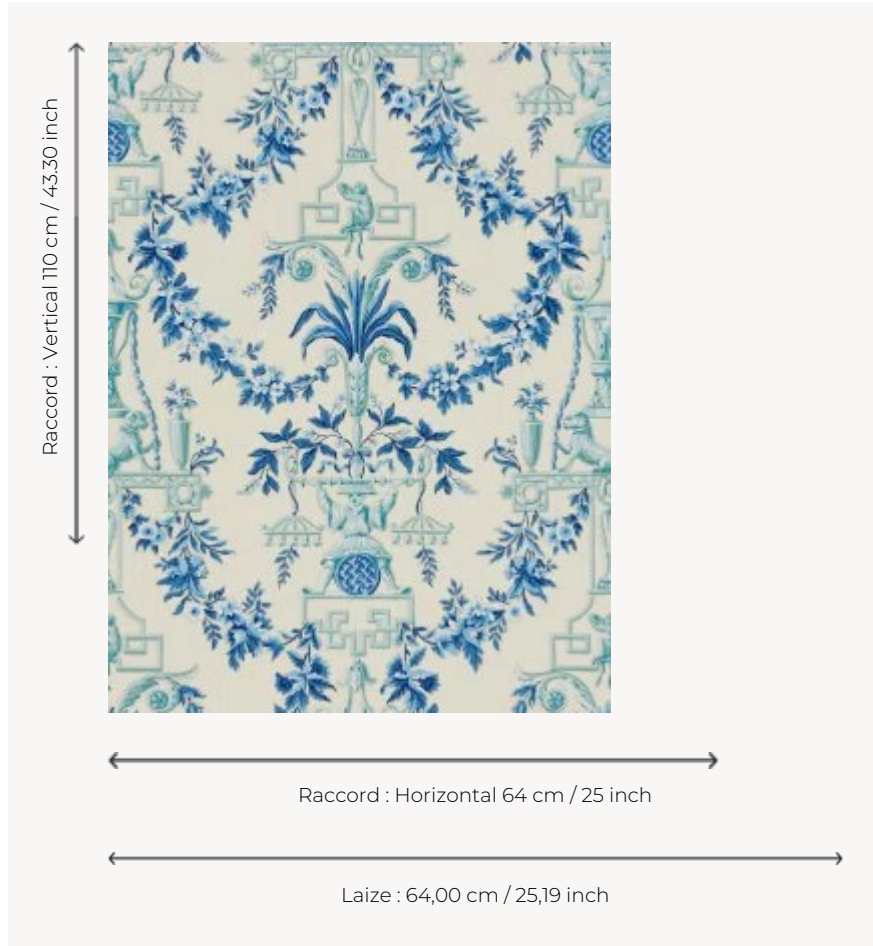 Raccord : Vertical 110 cm / 43.30 inch
Raccord : Horizontal 64 cm / 25 inch
Laize : 64,00 cm / 25,19 inch